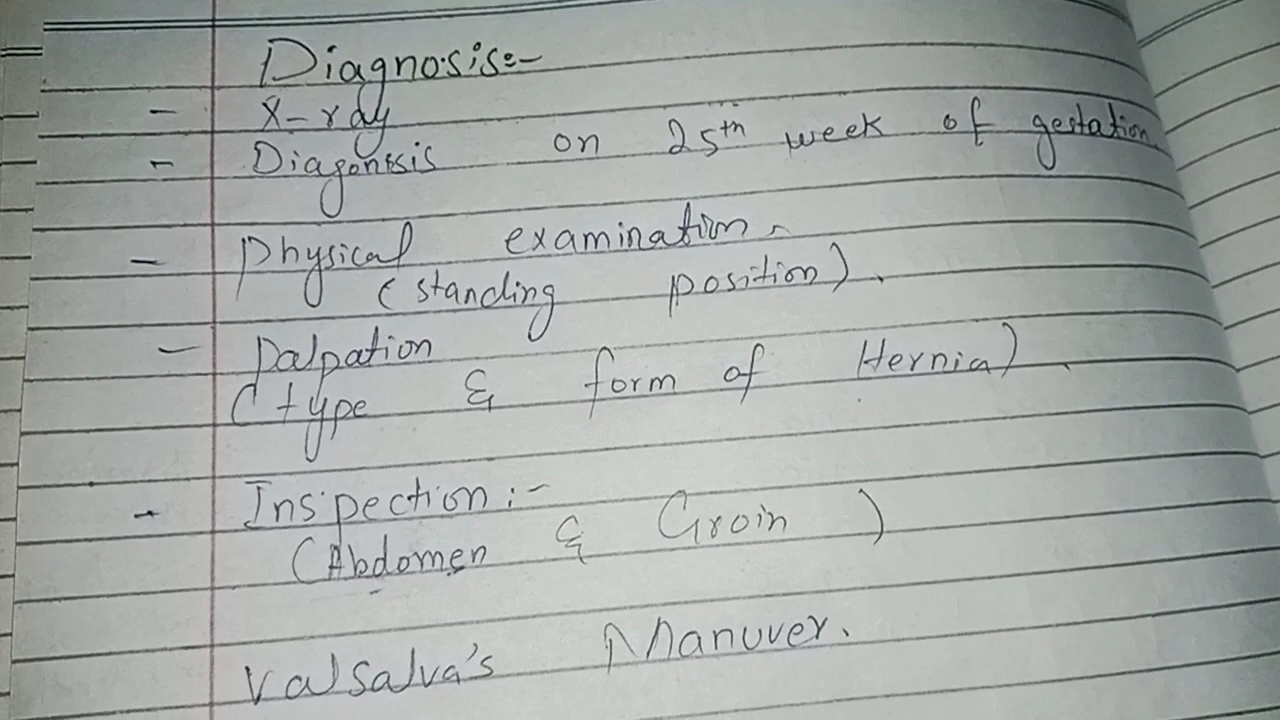 Diagnosis:-
- X-ray
- Diagonisis on 25th week of gestation.
- Physical examination.
(standing position).
- Palpation
(type & form of Hernia).
- Inspection :-
(Abdomen & Groin)
Valsalva's Manuver.